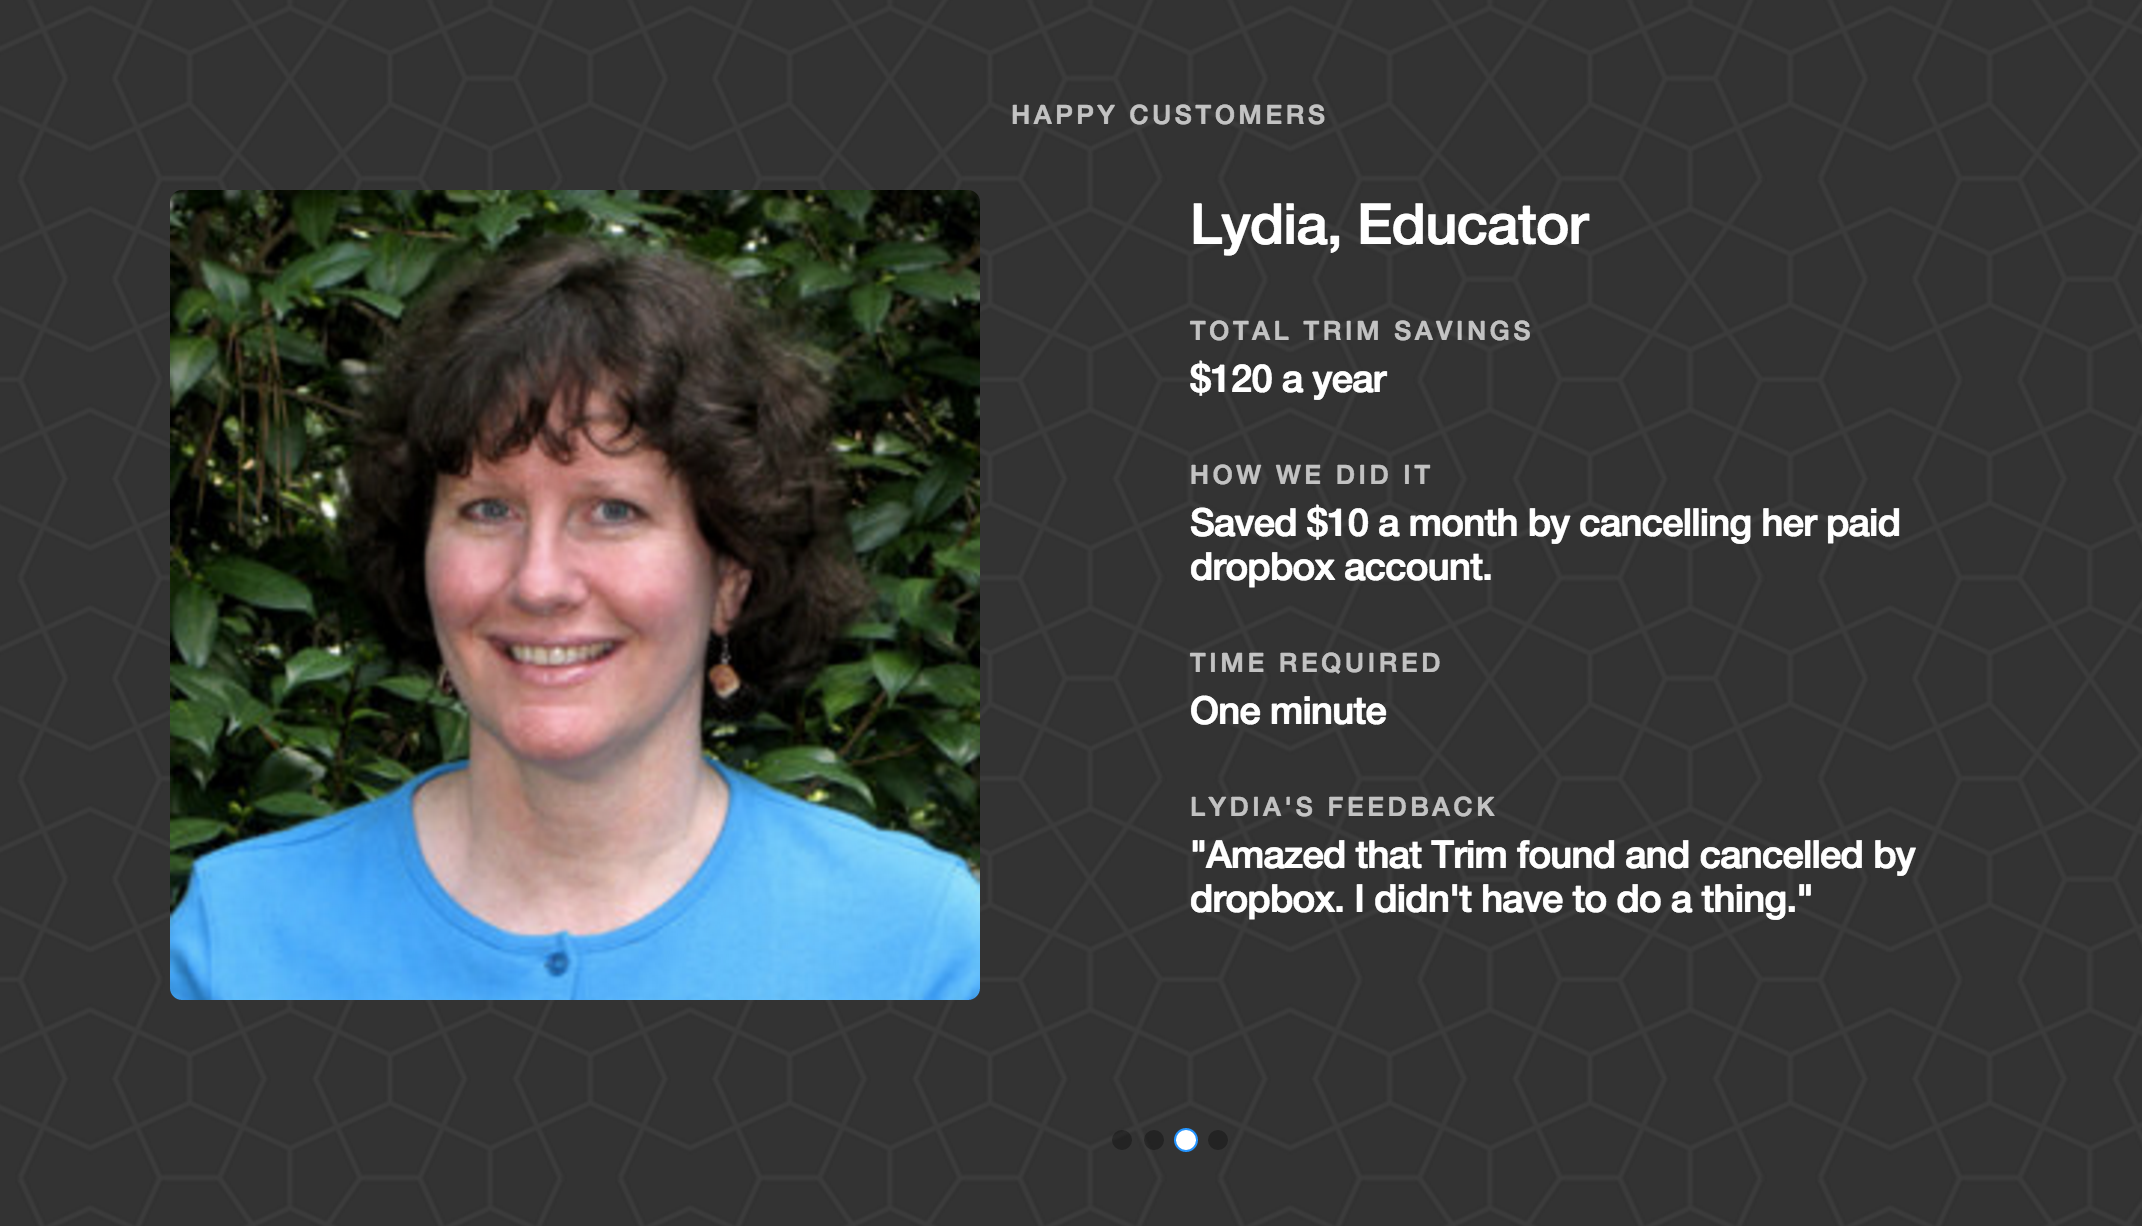 HAPPY CUSTOMERS
Lydia, Educator
TOTAL TRIM SAVINGS
$120 a year
HOW WE DID IT
Saved $10 a month by cancelling her paid
dropbox account.
TIME REQUIRED
One minute
LYDIA'S FEEDBACK
"Amazed that Trim found and cancelled by
dropbox. I didn't have to do a thing."